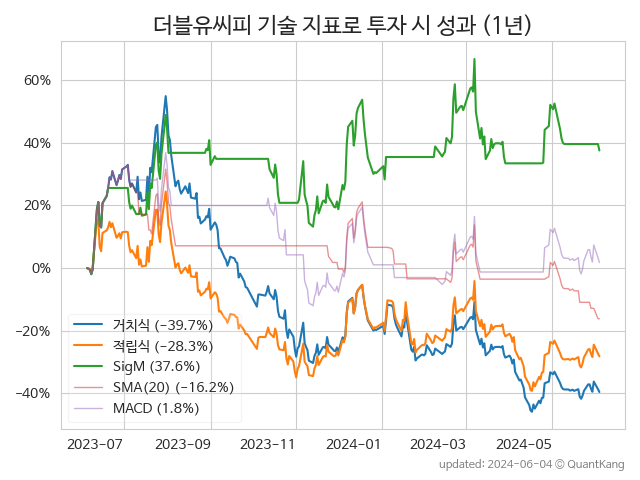 더블유씨피 기술 지표로 투자 시 성과 (1년)
60%
40%
20%
0%
−20%
−40%
거치식 (−39.7%)
적립식 (−28.3%)
SigM (37.6%)
SMA(20) (−16.2%)
MACD (1.8%)
2023-07 2023-09 2023-11 2024-01 2024-03 2024-05
updated: 2024-06-04 © QuantKang